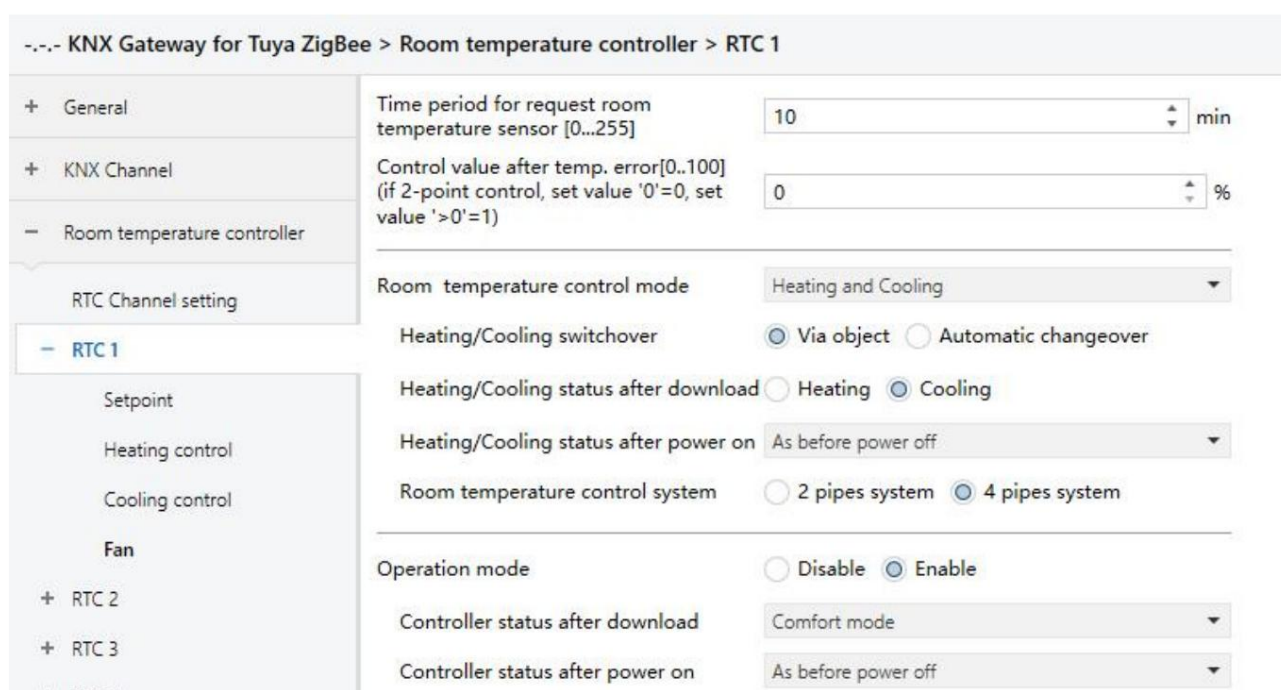 -.-.- KNX Gateway for Tuya ZigBee > Room temperature controller > RTC 1
+ General
+ KNX Channel
− Room temperature controller
RTC Channel setting
− RTC 1
Setpoint
Heating control
Cooling control
Fan
+ RTC 2
+ RTC 3
Time period for request room
temperature sensor [0...255]
10 min
Control value after temp. error[0..100]
(if 2-point control, set value '0'=0, set
value '>0'=1)
0 %
Room temperature control mode Heating and Cooling
Heating/Cooling switchover Via object Automatic changeover
Heating/Cooling status after download Heating Cooling
Heating/Cooling status after power on As before power off
Room temperature control system 2 pipes system 4 pipes system
Operation mode Disable Enable
Controller status after download Comfort mode
Controller status after power on As before power off